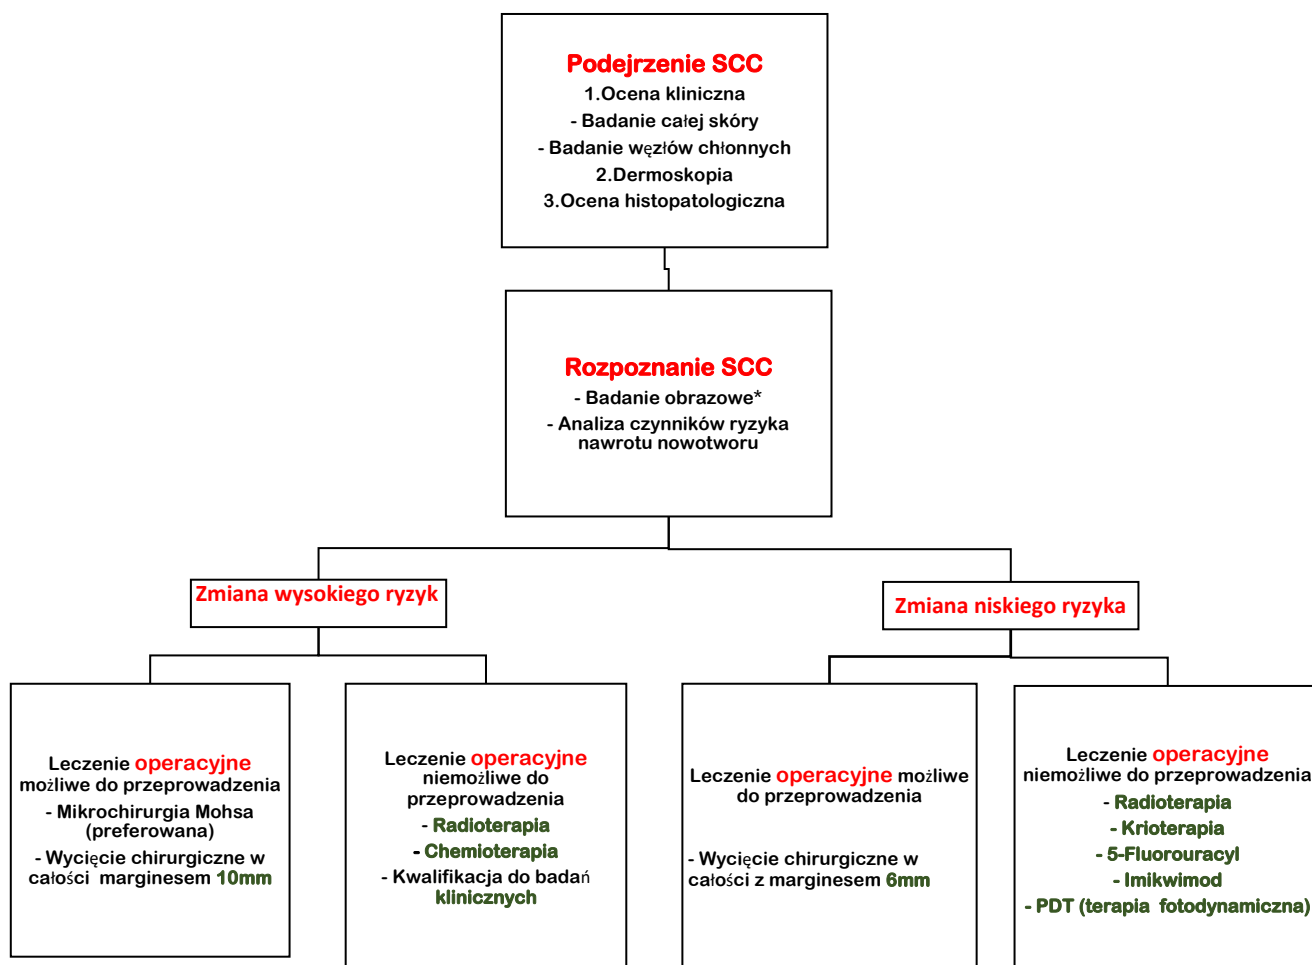 Podejrzenie SCC
1.Ocena kliniczna
- Badanie całej skóry
- Badanie węzłów chłonnych
2.Dermoskopia
3.Ocena histopatologiczna
Rozpoznanie SCC
- Badanie obrazowe*
- Analiza czynników ryzyka
nawrotu nowotworu
Zmiana wysokiego ryzyk
Zmiana niskiego ryzyka
Leczenie operacyjne
możliwe do przeprowadzenia
- Mikrochirurgia Mohsa
(preferowana)
- Wycięcie chirurgiczne w
całości marginesem 10mm
Leczenie operacyjne
niemożliwe do
przeprowadzenia
- Radioterapia
- Chemioterapia
- Kwalifikacja do badań
klinicznych
Leczenie operacyjne możliwe
do przeprowadzenia
- Wycięcie chirurgiczne w
całości z marginesem 6mm
Leczenie operacyjne
niemożliwe do przeprowadzenia
- Radioterapia
- Krioterapia
- 5-Fluorouracyl
- Imikwimod
- PDT (terapia fotodynamiczna)